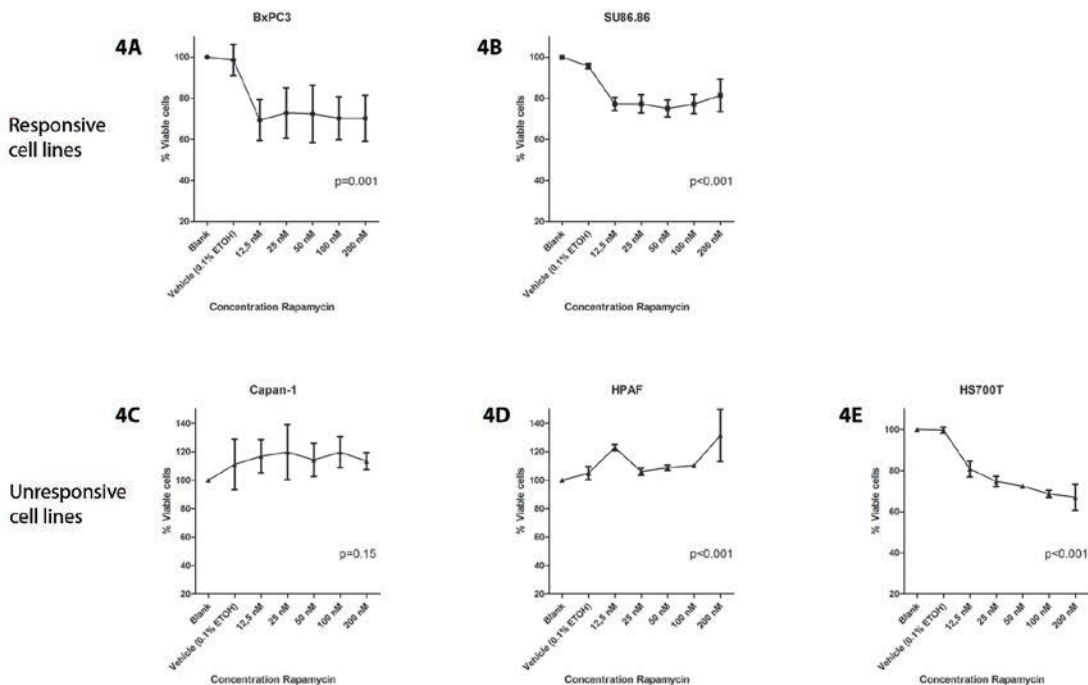 BxPC3
4A
100
80
60
40
20
% Viable cells
p=0.001
Blank
Vehicle (0.1% ETOH)
12,5 nM
25 nM
50 nM
100 nM
200 nM
Concentration Rapamycin
SU86.86
4B
100
80
60
40
20
% Viable cells
p<0.001
Blank
Vehicle (0.1% ETOH)
12,5 nM
25 nM
50 nM
100 nM
200 nM
Concentration Rapamycin
Responsive
cell lines
Capan-1
4C
140
120
100
80
60
40
20
% Viable cells
p=0.15
Blank
Vehicle (0.1% ETOH)
12,5 nM
25 nM
50 nM
100 nM
200 nM
Concentration Rapamycin
HPAF
4D
140
120
100
80
60
40
20
% Viable cells
p<0.001
Blank
Vehicle (0.1% ETOH)
12,5 nM
25 nM
50 nM
100 nM
200 nM
Concentration Rapamycin
HS700T
4E
100
80
60
40
20
% Viable cells
p<0.001
Blank
Vehicle (0.1% ETOH)
12,5 nM
25 nM
50 nM
100 nM
200 nM
Concentration Rapamycin
Unresponsive
cell lines